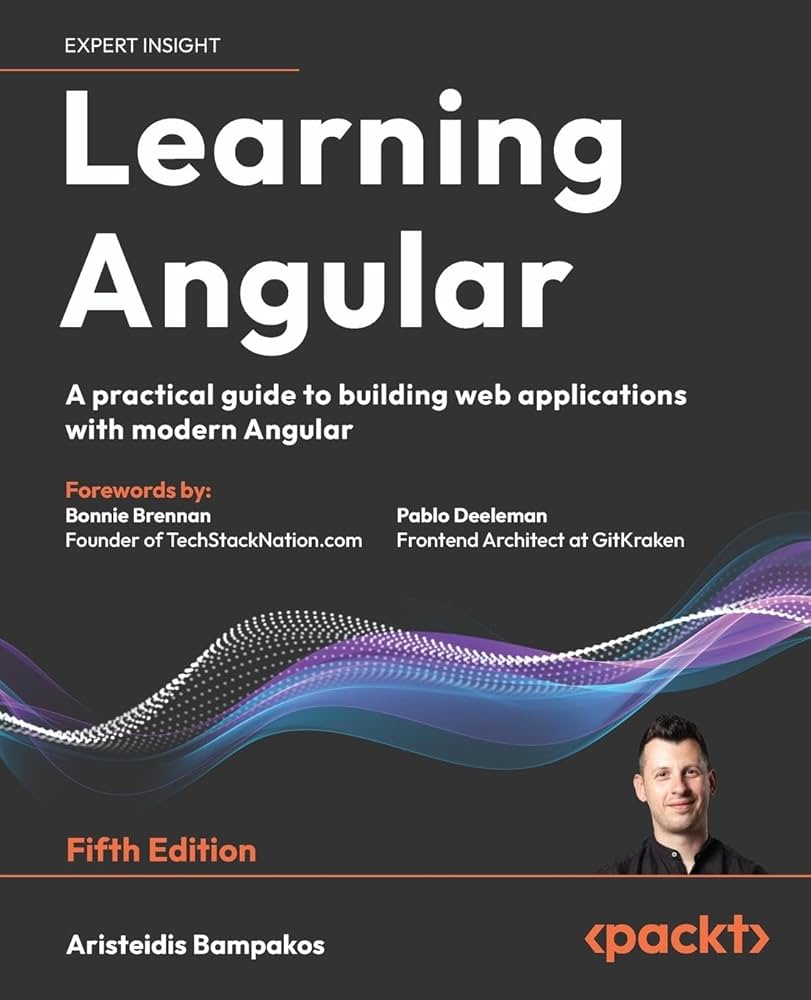 EXPERT INSIGHT
Learning
Angular
A practical guide to building web applications
with modern Angular
Forewords by:
Bonnie Brennan
Founder of TechStackNation.com
Pablo Deeleman
Frontend Architect at GitKraken
Fifth Edition
Aristeidis Bampakos
<packt>